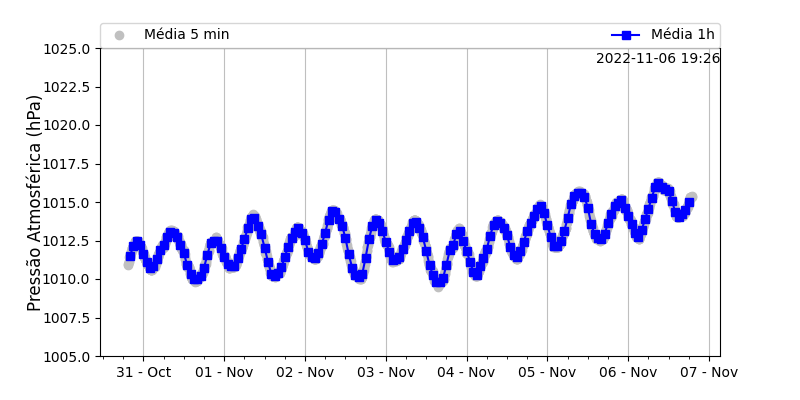 Média 5 min
Média 1h
2022-11-06 19:26
Pressão Atmosférica (hPa)
1025.0
1022.5
1020.0
1017.5
1015.0
1012.5
1010.0
1007.5
1005.0
31 - Oct
01 - Nov
02 - Nov
03 - Nov
04 - Nov
05 - Nov
06 - Nov
07 - Nov